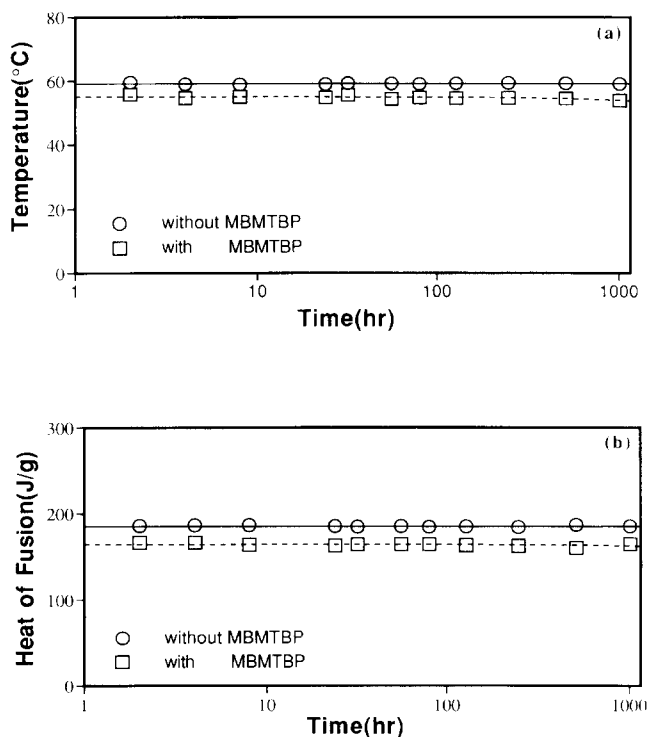 80
(a)
60
Temperature(°C)
40
20
without MBMTBP
with MBMTBP
0
1
10
100
1000
Time(hr)
300
(b)
Heat of Fusion(J/g)
200
100
without MBMTBP
with MBMTBP
0
1
10
100
1000
Time(hr)